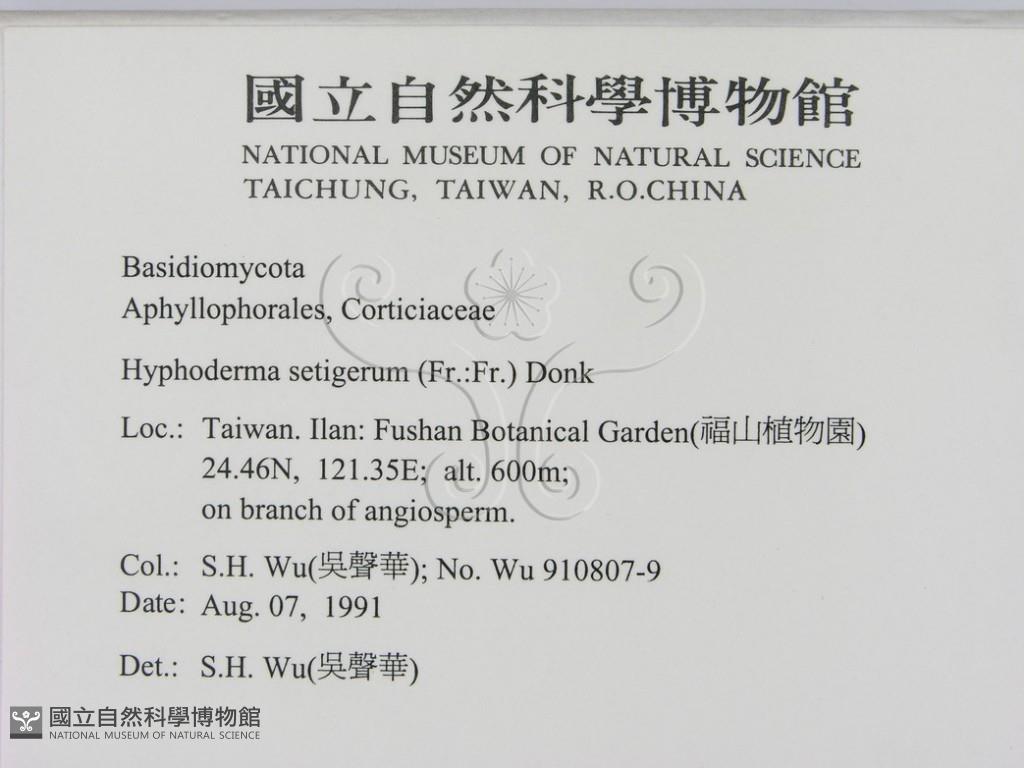 國立自然科學博物館
NATIONAL MUSEUM OF NATURAL SCIENCE
TAICHUNG, TAIWAN, R.O.CHINA
Basidiomycota
Aphyllophorales, Corticiaceae
Hyphoderma setigerum (Fr.:Fr.) Donk
Loc.: Taiwan. Ilan: Fushan Botanical Garden(福山植物園)
24.46N, 121.35E; alt. 600m;
on branch of angiosperm.
Col.: S.H. Wu(吳聲華); No. Wu 910807-9
Date: Aug. 07, 1991
Det.: S.H. Wu(吳聲華)
國立自然科學博物館
NATIONAL MUSEUM OF NATURAL SCIENCE